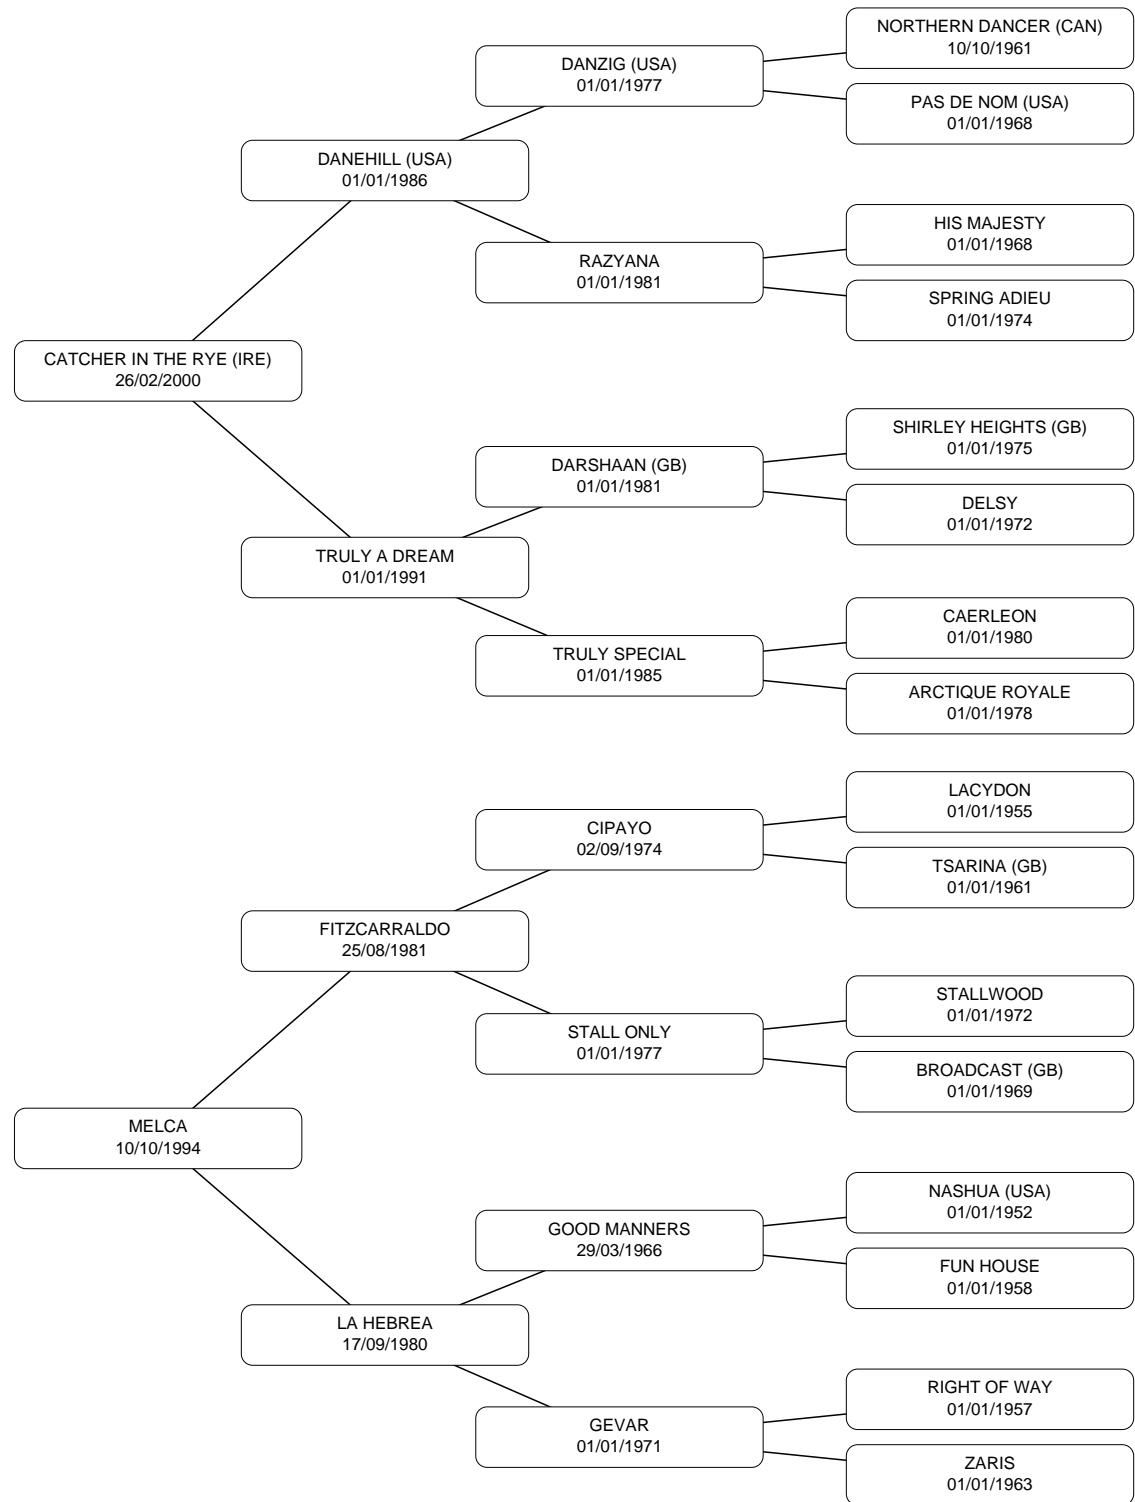 NORTHERN DANCER (CAN)
10/10/1961
DANZIG (USA)
01/01/1977
PAS DE NOM (USA)
01/01/1968
DANEHILL (USA)
01/01/1986
HIS MAJESTY
01/01/1968
RAZYANA
01/01/1981
SPRING ADIEU
01/01/1974
CATCHER IN THE RYE (IRE)
26/02/2000
SHIRLEY HEIGHTS (GB)
01/01/1975
DARSHAAN (GB)
01/01/1981
DELSY
01/01/1972
TRULY A DREAM
01/01/1991
CAERLEON
01/01/1980
TRULY SPECIAL
01/01/1985
ARCTIQUE ROYALE
01/01/1978
LACYDON
01/01/1955
CIPAYO
02/09/1974
TSARINA (GB)
01/01/1961
FITZCARRALDO
25/08/1981
STALLWOOD
01/01/1972
STALL ONLY
01/01/1977
BROADCAST (GB)
01/01/1969
MELCA
10/10/1994
NASHUA (USA)
01/01/1952
GOOD MANNERS
29/03/1966
FUN HOUSE
01/01/1958
LA HEBREA
17/09/1980
RIGHT OF WAY
01/01/1957
GEVAR
01/01/1971
ZARIS
01/01/1963